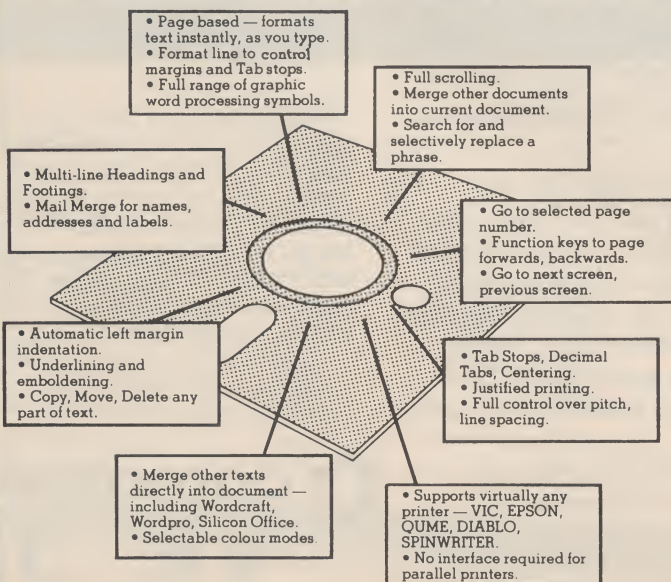 • Page based — formats
text instantly, as you type.
• Format line to control
margins and Tab stops.
• Full range of graphic
word processing symbols.
• Full scrolling.
• Merge other documents
into current document.
• Search for and
selectively replace a
phrase.
• Multi-line Headings and
Footings.
• Mail Merge for names,
addresses and labels.
• Go to selected page
number.
• Function keys to page
forwards, backwards.
• Go to next screen,
previous screen.
• Automatic left margin
indentation.
• Underlining and
emboldening.
• Copy, Move, Delete any
part of text.
• Tab Stops, Decimal
Tabs, Centering.
• Justified printing.
• Full control over pitch,
line spacing.
• Merge other texts
directly into document —
including Wordcraft,
Wordpro, Silicon Office.
• Selectable colour modes.
• Supports virtually any
printer — VIC, EPSON,
QUME, DIABLO,
SPINWRITER.
• No interface required for
parallel printers.